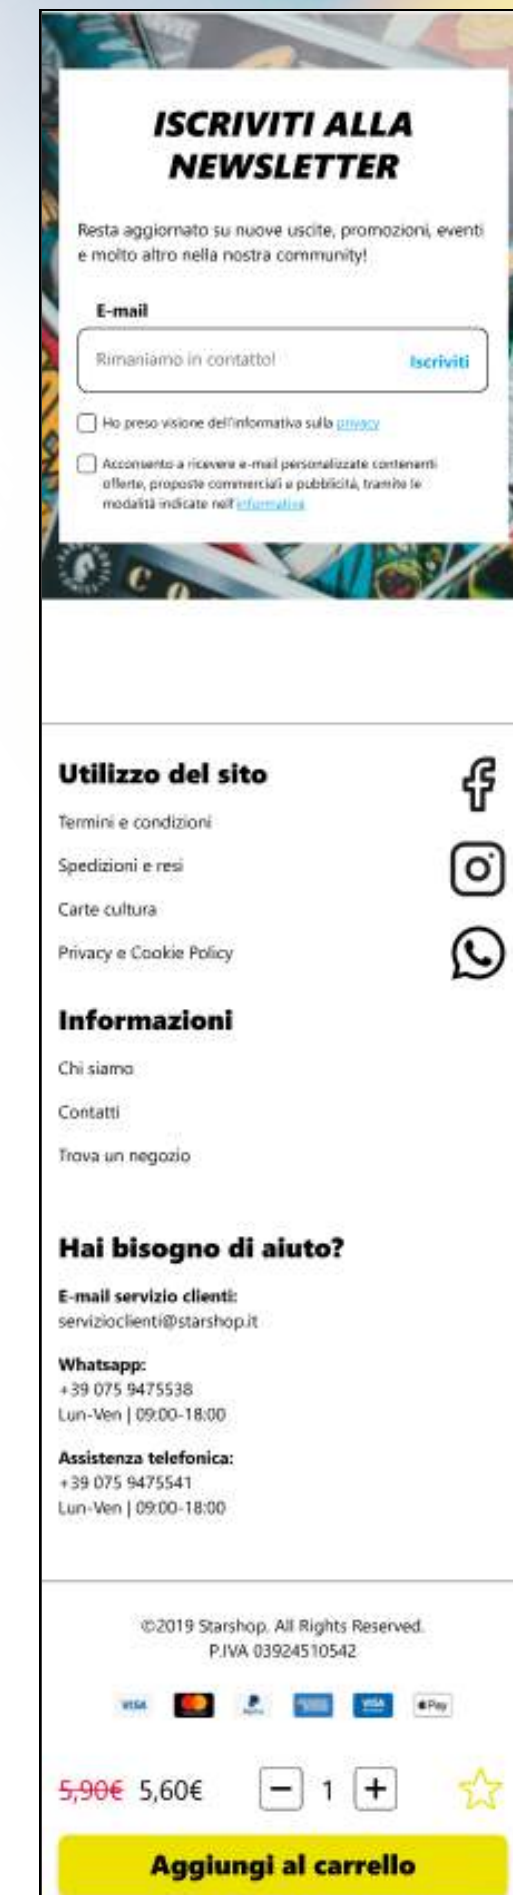 ISCRIVITI ALLA
NEWSLETTER
Resta aggiornato su nuove uscite, promozioni, eventi
e molto altro nella nostra community!
E-mail
Rimaniamo in contatto!
Iscriviti
Ho preso visione dell'informativa sulla privacy
Acconsento a ricevere e-mail personalizzate contenenti
offerte, proposte commerciali e pubblicità, tramite le
modalità indicate nell'informativa
CO
Utilizzo del sito
Termini e condizioni
Spedizioni e resi
Carte cultura
Privacy e Cookie Policy
Informazioni
Chi siamo
Contatti
Trova un negozio
Hai bisogno di aiuto?
E-mail servizio clienti:
servizioclienti@starshop.it
Whatsapp:
+39 075 9475538
Lun-Ven | 09:00-18:00
Assistenza telefonica:
+39 075 9475541
Lun-Ven | 09:00-18:00
©2019 Starshop. All Rights Reserved.
P.IVA 03924510542
VISA
PayPal
VISA
Pay
5,90€ 5,60€
1
Aggiungi al carrello